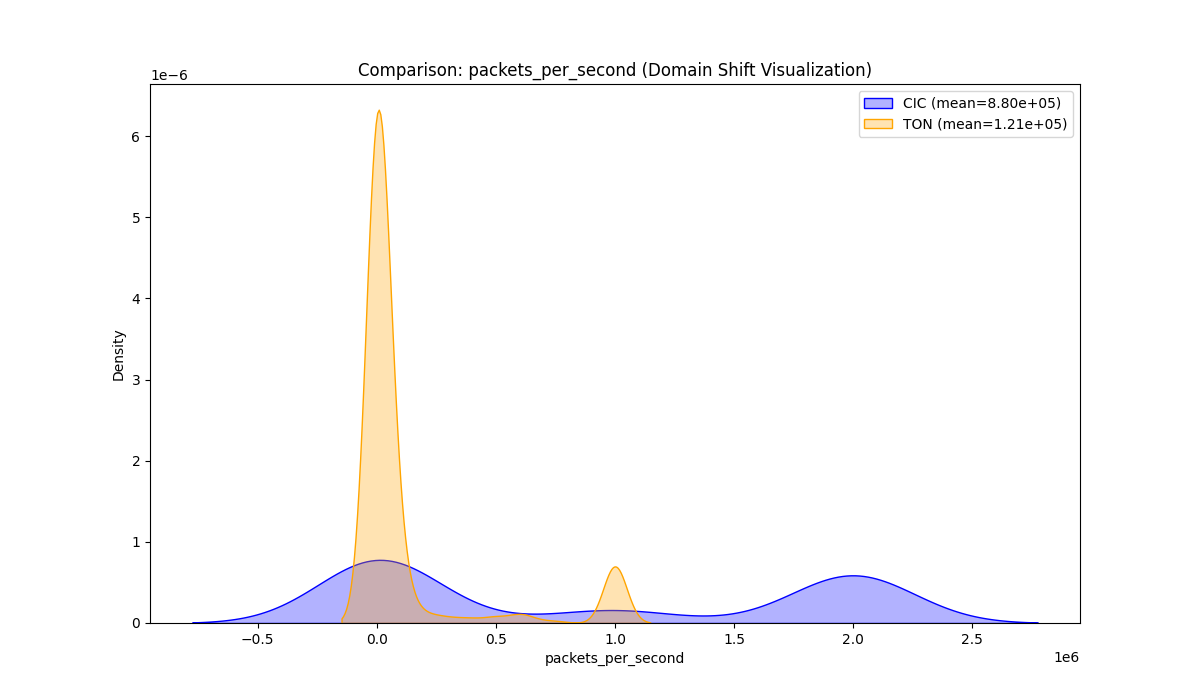 Comparison: packets_per_second (Domain Shift Visualization)
1e−6
CIC (mean=8.80e+05)
TON (mean=1.21e+05)
6
5
4
3
2
1
0
Density
−0.5
0.0
0.5
1.0
1.5
2.0
2.5
packets_per_second
1e6